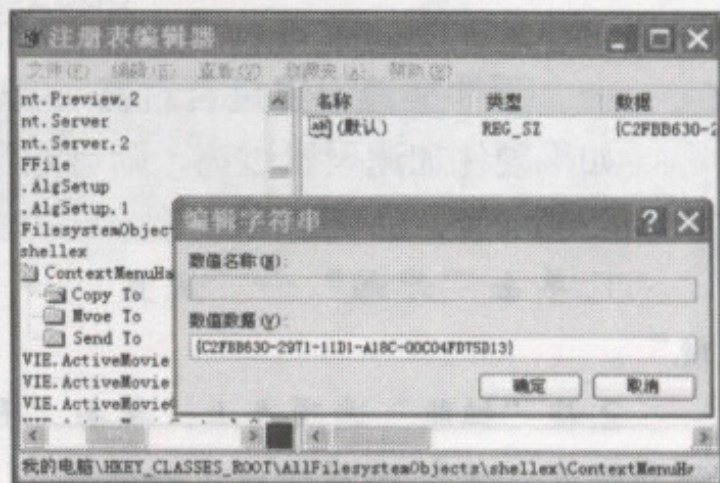 注册表编辑器
文件(F) 编辑(E) 查看(V) 收藏夹(A) 帮助(H)
nt.Preview.2
nt.Server
nt.Server.2
FFile
.AlgSetup
.AlgSetup.1
FilesystemObject
shellex
ContextMenuHa
Copy To
Mvoe To
Send To
VIE.ActiveMovie
VIE.ActiveMovie
VIE.ActiveMovie
名称 类型 数据
ab (默认) REG_SZ {C2FBB630-2
编辑字符串
数值名称(N):
数值数据(V):
{C2FBB630-2971-11D1-A18C-00C04FD75D13}
确定 取消
我的电脑\HKEY_CLASSES_ROOT\AllFilesystemObjects\shellex\ContextMenuHa